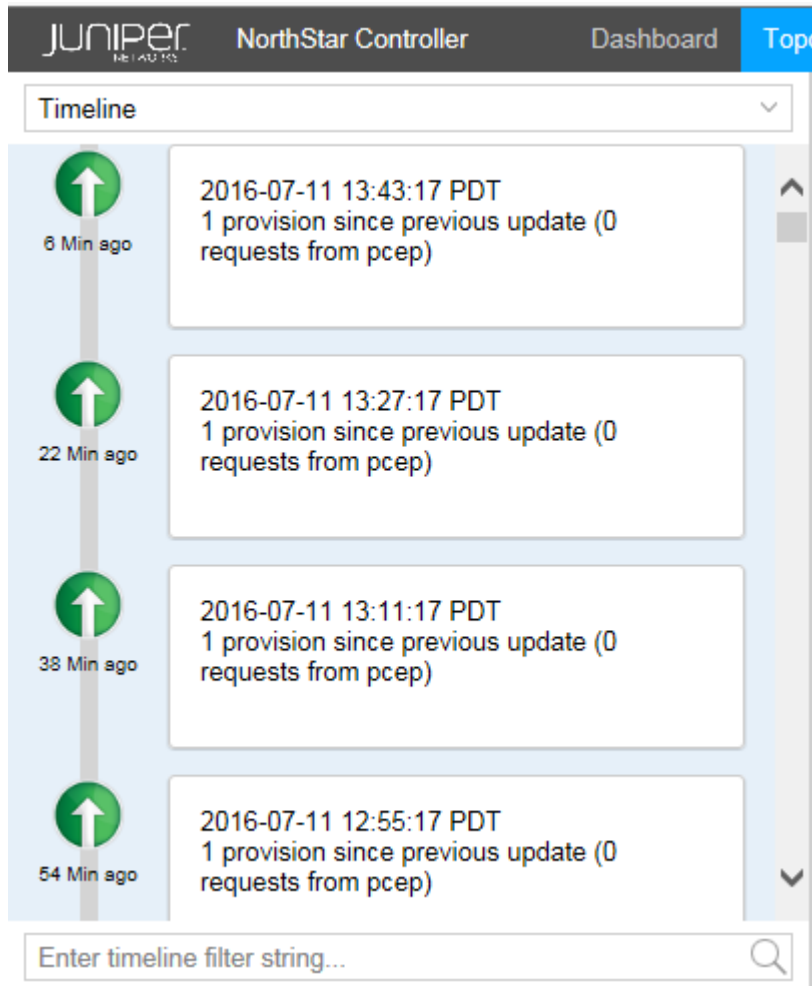 JUNIPER NETWORKS NorthStar Controller Dashboard Topo
Timeline
2016-07-11 13:43:17 PDT
1 provision since previous update (0
requests from pcep)
6 Min ago
2016-07-11 13:27:17 PDT
1 provision since previous update (0
requests from pcep)
22 Min ago
2016-07-11 13:11:17 PDT
1 provision since previous update (0
requests from pcep)
38 Min ago
2016-07-11 12:55:17 PDT
1 provision since previous update (0
requests from pcep)
54 Min ago
Enter timeline filter string...